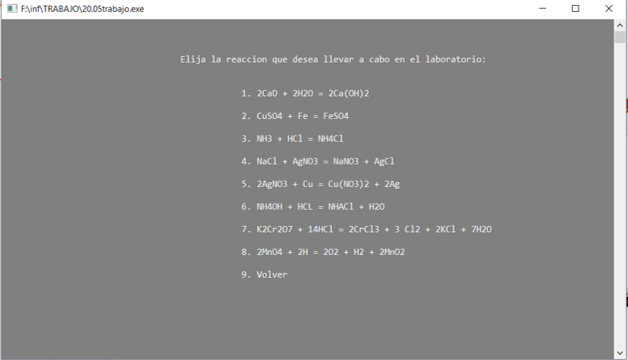 F:\inf\TRABAJO\20.05trabajo.exe
Elija la reaccion que desea llevar a cabo en el laboratorio:
1. 2CaO + 2H2O = 2Ca(OH)2
2. CuSO4 + Fe = FeSO4
3. NH3 + HCl = NH4Cl
4. NaCl + AgNO3 = NaNO3 + AgCl
5. 2AgNO3 + Cu = Cu(NO3)2 + 2Ag
6. NH4OH + HCL = NHACl + H2O
7. K2Cr2O7 + 14HCl = 2CrCl3 + 3 Cl2 + 2KCl + 7H2O
8. 2MnO4 + 2H = 2O2 + H2 + 2MnO2
9. Volver